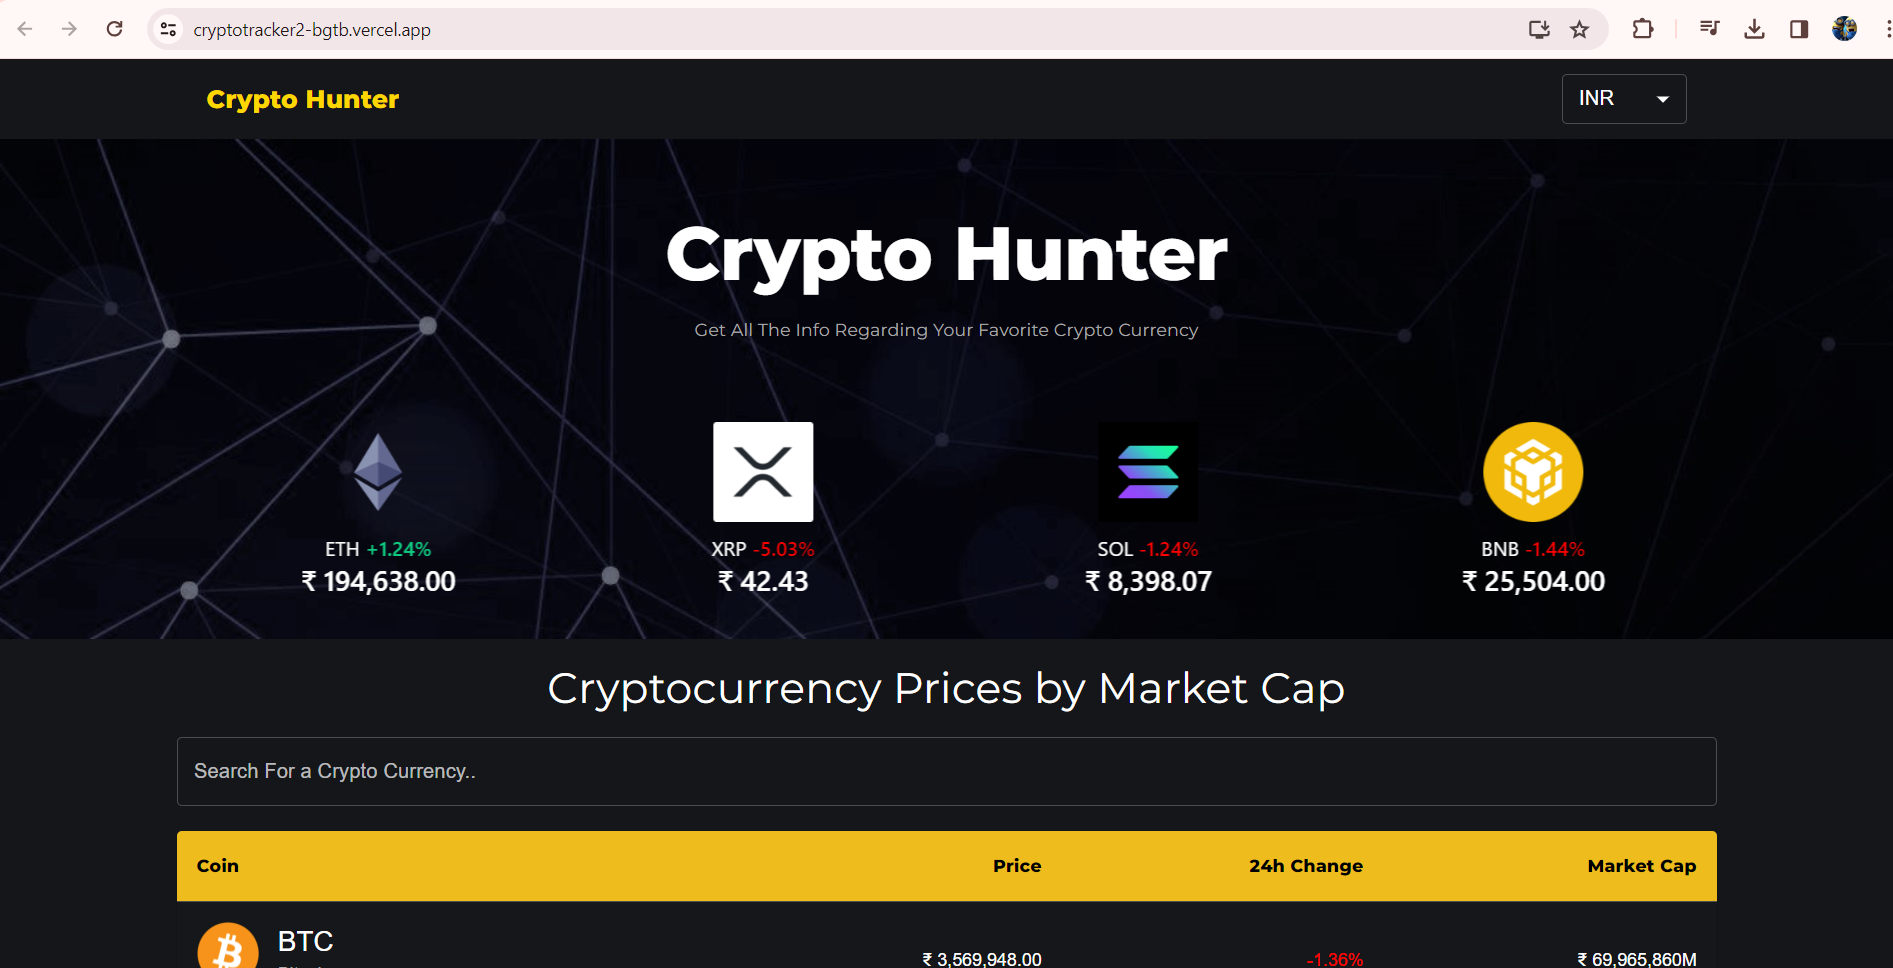 cryptotracker2-bgtb.vercel.app
Crypto Hunter
INR
Crypto Hunter
Get All The Info Regarding Your Favorite Crypto Currency
ETH +1.24%
₹ 194,638.00
XRP -5.03%
₹ 42.43
SOL -1.24%
₹ 8,398.07
BNB -1.44%
₹ 25,504.00
Cryptocurrency Prices by Market Cap
Search For a Crypto Currency..
Coin Price 24h Change Market Cap
BTC
₹ 3,569,948.00 -1.36% ₹ 69,965,860M